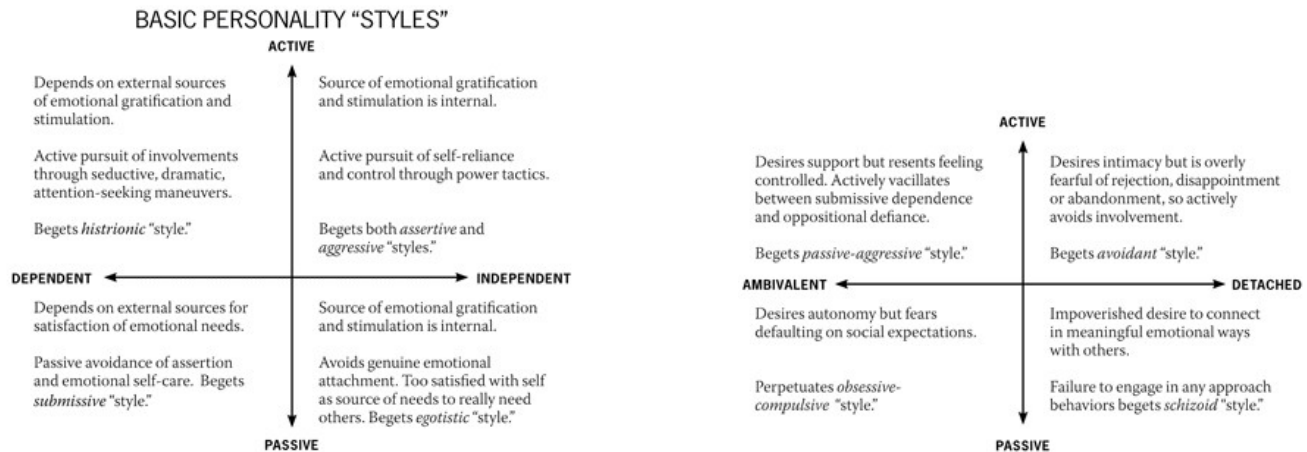 BASIC PERSONALITY “STYLES”
ACTIVE
Depends on external sources
of emotional gratification and
stimulation.
Active pursuit of involvements
through seductive, dramatic,
attention-seeking maneuvers.
Begets histrionic “style.”
Source of emotional gratification
and stimulation is internal.
Active pursuit of self-reliance
and control through power tactics.
Begets both assertive and
aggressive “styles.”
DEPENDENT
INDEPENDENT
Depends on external sources for
satisfaction of emotional needs.
Passive avoidance of assertion
and emotional self-care. Begets
submissive “style.”
Source of emotional gratification
and stimulation is internal.
Avoids genuine emotional
attachment. Too satisfied with self
as source of needs to really need
others. Begets egotistic “style.”
PASSIVE
ACTIVE
Desires support but resents feeling
controlled. Actively vacillates
between submissive dependence
and oppositional defiance.
Begets passive-aggressive “style.”
Desires intimacy but is overly
fearful of rejection, disappointment
or abandonment, so actively
avoids involvement.
Begets avoidant “style.”
AMBIVALENT
DETACHED
Desires autonomy but fears
defaulting on social expectations.
Perpetuates obsessive-
compulsive “style.”
Impoverished desire to connect
in meaningful emotional ways
with others.
Failure to engage in any approach
behaviors begets schizoid “style.”
PASSIVE